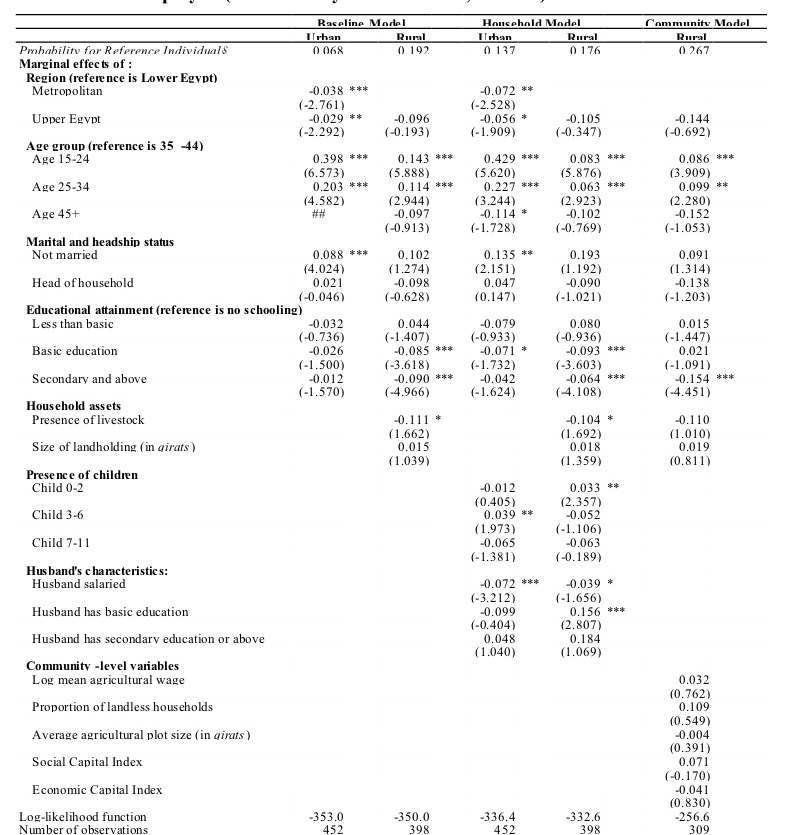 Baseline Model Household Model Community Model
Urban Rural Urban Rural Rural
Probability for Reference Individual§ 0.068 0.192 0.137 0.176 0.267
Marginal effects of :
Region (reference is Lower Egypt)
Metropolitan -0.038 *** -0.072 **
(-2.761) (-2.528)
Upper Egypt -0.029 ** -0.096 -0.056 * -0.105 -0.144
(-2.292) (-0.193) (-1.909) (-0.347) (-0.692)
Age group (reference is 35 -44)
Age 15-24 0.398 *** 0.143 *** 0.429 *** 0.083 *** 0.086 ***
(6.573) (5.888) (5.620) (5.876) (3.909)
Age 25-34 0.203 *** 0.114 *** 0.227 *** 0.063 *** 0.099 **
(4.582) (2.944) (3.244) (2.923) (2.280)
Age 45+ ## -0.097 -0.114 * -0.102 -0.152
(-0.913) (-1.728) (-0.769) (-1.053)
Marital and headship status
Not married 0.088 *** 0.102 0.135 ** 0.193 0.091
(4.024) (1.274) (2.151) (1.192) (1.314)
Head of household 0.021 -0.098 0.047 -0.090 -0.138
(-0.046) (-0.628) (0.147) (-1.021) (-1.203)
Educational attainment (reference is no schooling)
Less than basic -0.032 0.044 -0.079 0.080 0.015
(-0.736) (-1.407) (-0.933) (-0.936) (-1.447)
Basic education -0.026 -0.085 *** -0.071 * -0.093 *** 0.021
(-1.500) (-3.618) (-1.732) (-3.603) (-1.091)
Secondary and above -0.012 -0.090 *** -0.042 -0.064 *** -0.154 ***
(-1.570) (-4.966) (-1.624) (-4.108) (-4.451)
Household assets
Presence of livestock -0.111 * -0.104 * -0.110
(1.662) (1.692) (1.010)
Size of landholding (in girats) 0.015 0.018 0.019
(1.039) (1.359) (0.811)
Presence of children
Child 0-2 -0.012 0.033 **
(0.405) (2.357)
Child 3-6 0.039 ** -0.052
(1.973) (-1.106)
Child 7-11 -0.065 -0.063
(-1.381) (-0.189)
Husband's characteristics:
Husband salaried -0.072 *** -0.039 *
(-3.212) (-1.656)
Husband has basic education -0.099 0.156 ***
(-0.404) (2.807)
Husband has secondary education or above 0.048 0.184
(1.040) (1.069)
Community -level variables
Log mean agricultural wage 0.032
(0.762)
Proportion of landless households 0.109
(0.549)
Average agricultural plot size (in girats) -0.004
(0.391)
Social Capital Index 0.071
(-0.170)
Economic Capital Index -0.041
(0.830)
Log-likelihood function -353.0 -350.0 -336.4 -332.6 -256.6
Number of observations 452 398 452 398 309